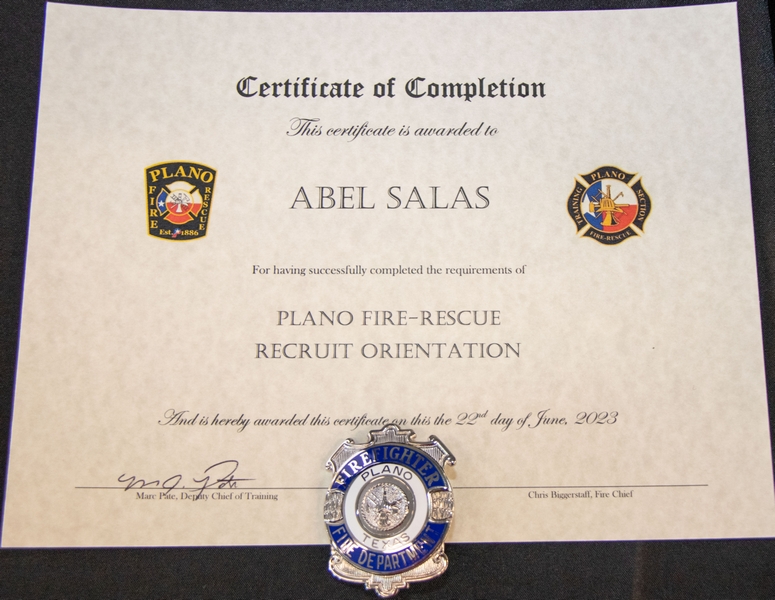 Certificate of Completion
This certificate is awarded to
PLANO
FIRE
RESCUE
Est. 1886
ABEL SALAS
PLANO
TRAINING
SECTION
FIRE-RESCUE
For having successfully completed the requirements of
PLANO FIRE-RESCUE
RECRUIT ORIENTATION
And is hereby awarded this certificate on this the 22nd day of June, 2023
Marc Pate, Deputy Chief of Training
Chris Biggerstaff, Fire Chief
FIREFIGHTER
PLANO
TEXAS
FIRE DEPARTMENT